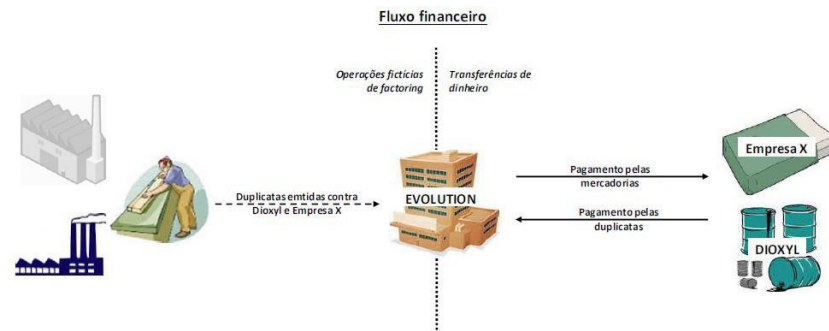 Fluxo financeiro
Operações fictícias
de factoring
Transferências de
dinheiro
Duplicatas emtidas contra
Dioxyl e Empresa X
EVOLUTION
Pagamento pelas
mercadorias
Pagamento pelas
duplicatas
Empresa X
DIOXYL